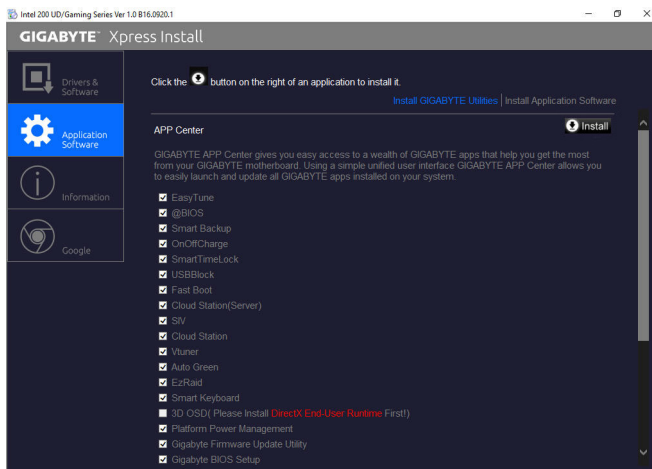 Intel 200 UD/Gaming Series Ver 1.0 B16.0920.1
GIGABYTE™ Xpress Install
Drivers &
Software
Application
Software
Information
Google
Click the button on the right of an application to install it.
Install GIGABYTE Utilities | Install Application Software
APP Center
Install
GIGABYTE APP Center gives you easy access to a wealth of GIGABYTE apps that help you get the most
from your GIGABYTE motherboard. Using a simple unified user interface GIGABYTE APP Center allows you
to easily launch and update all GIGABYTE apps installed on your system.
EasyTune
@BIOS
Smart Backup
OnOffCharge
SmartTimeLock
USBBlock
Fast Boot
Cloud Station(Server)
SIV
Cloud Station
Vtuner
Auto Green
EzRaid
Smart Keyboard
3D OSD( Please Install DirectX End-User Runtime First!)
Platform Power Management
Gigabyte Firmware Update Utility
Gigabyte BIOS Setup